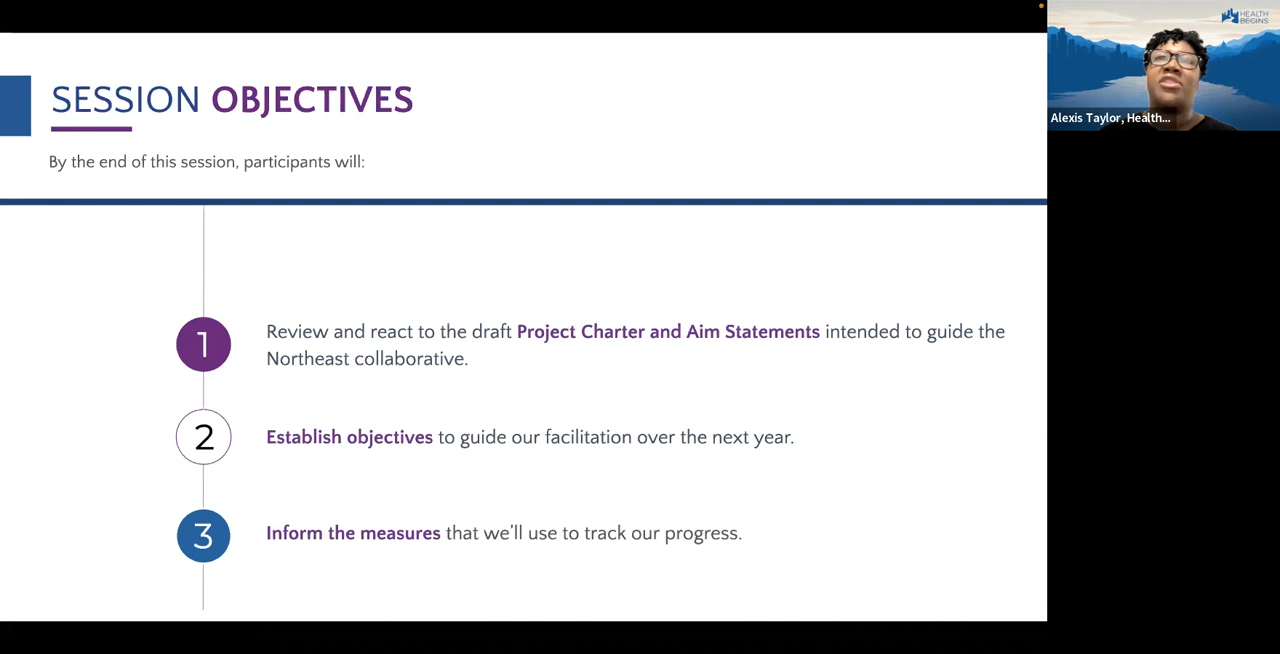 SESSION OBJECTIVES
By the end of this session, participants will:
1
Review and react to the draft Project Charter and Aim Statements intended to guide the
Northeast collaborative.
2
Establish objectives to guide our facilitation over the next year.
3
Inform the measures that we'll use to track our progress.
HEALTH
BEGINS
Alexis Taylor, Health...